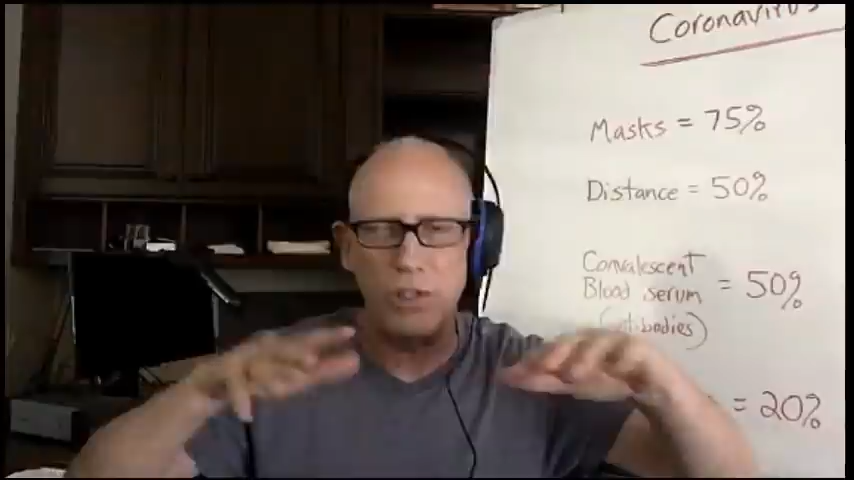 Coronavirus
Masks = 75%
Distance = 50%
Convalescent
Blood serum = 50%
= 20%